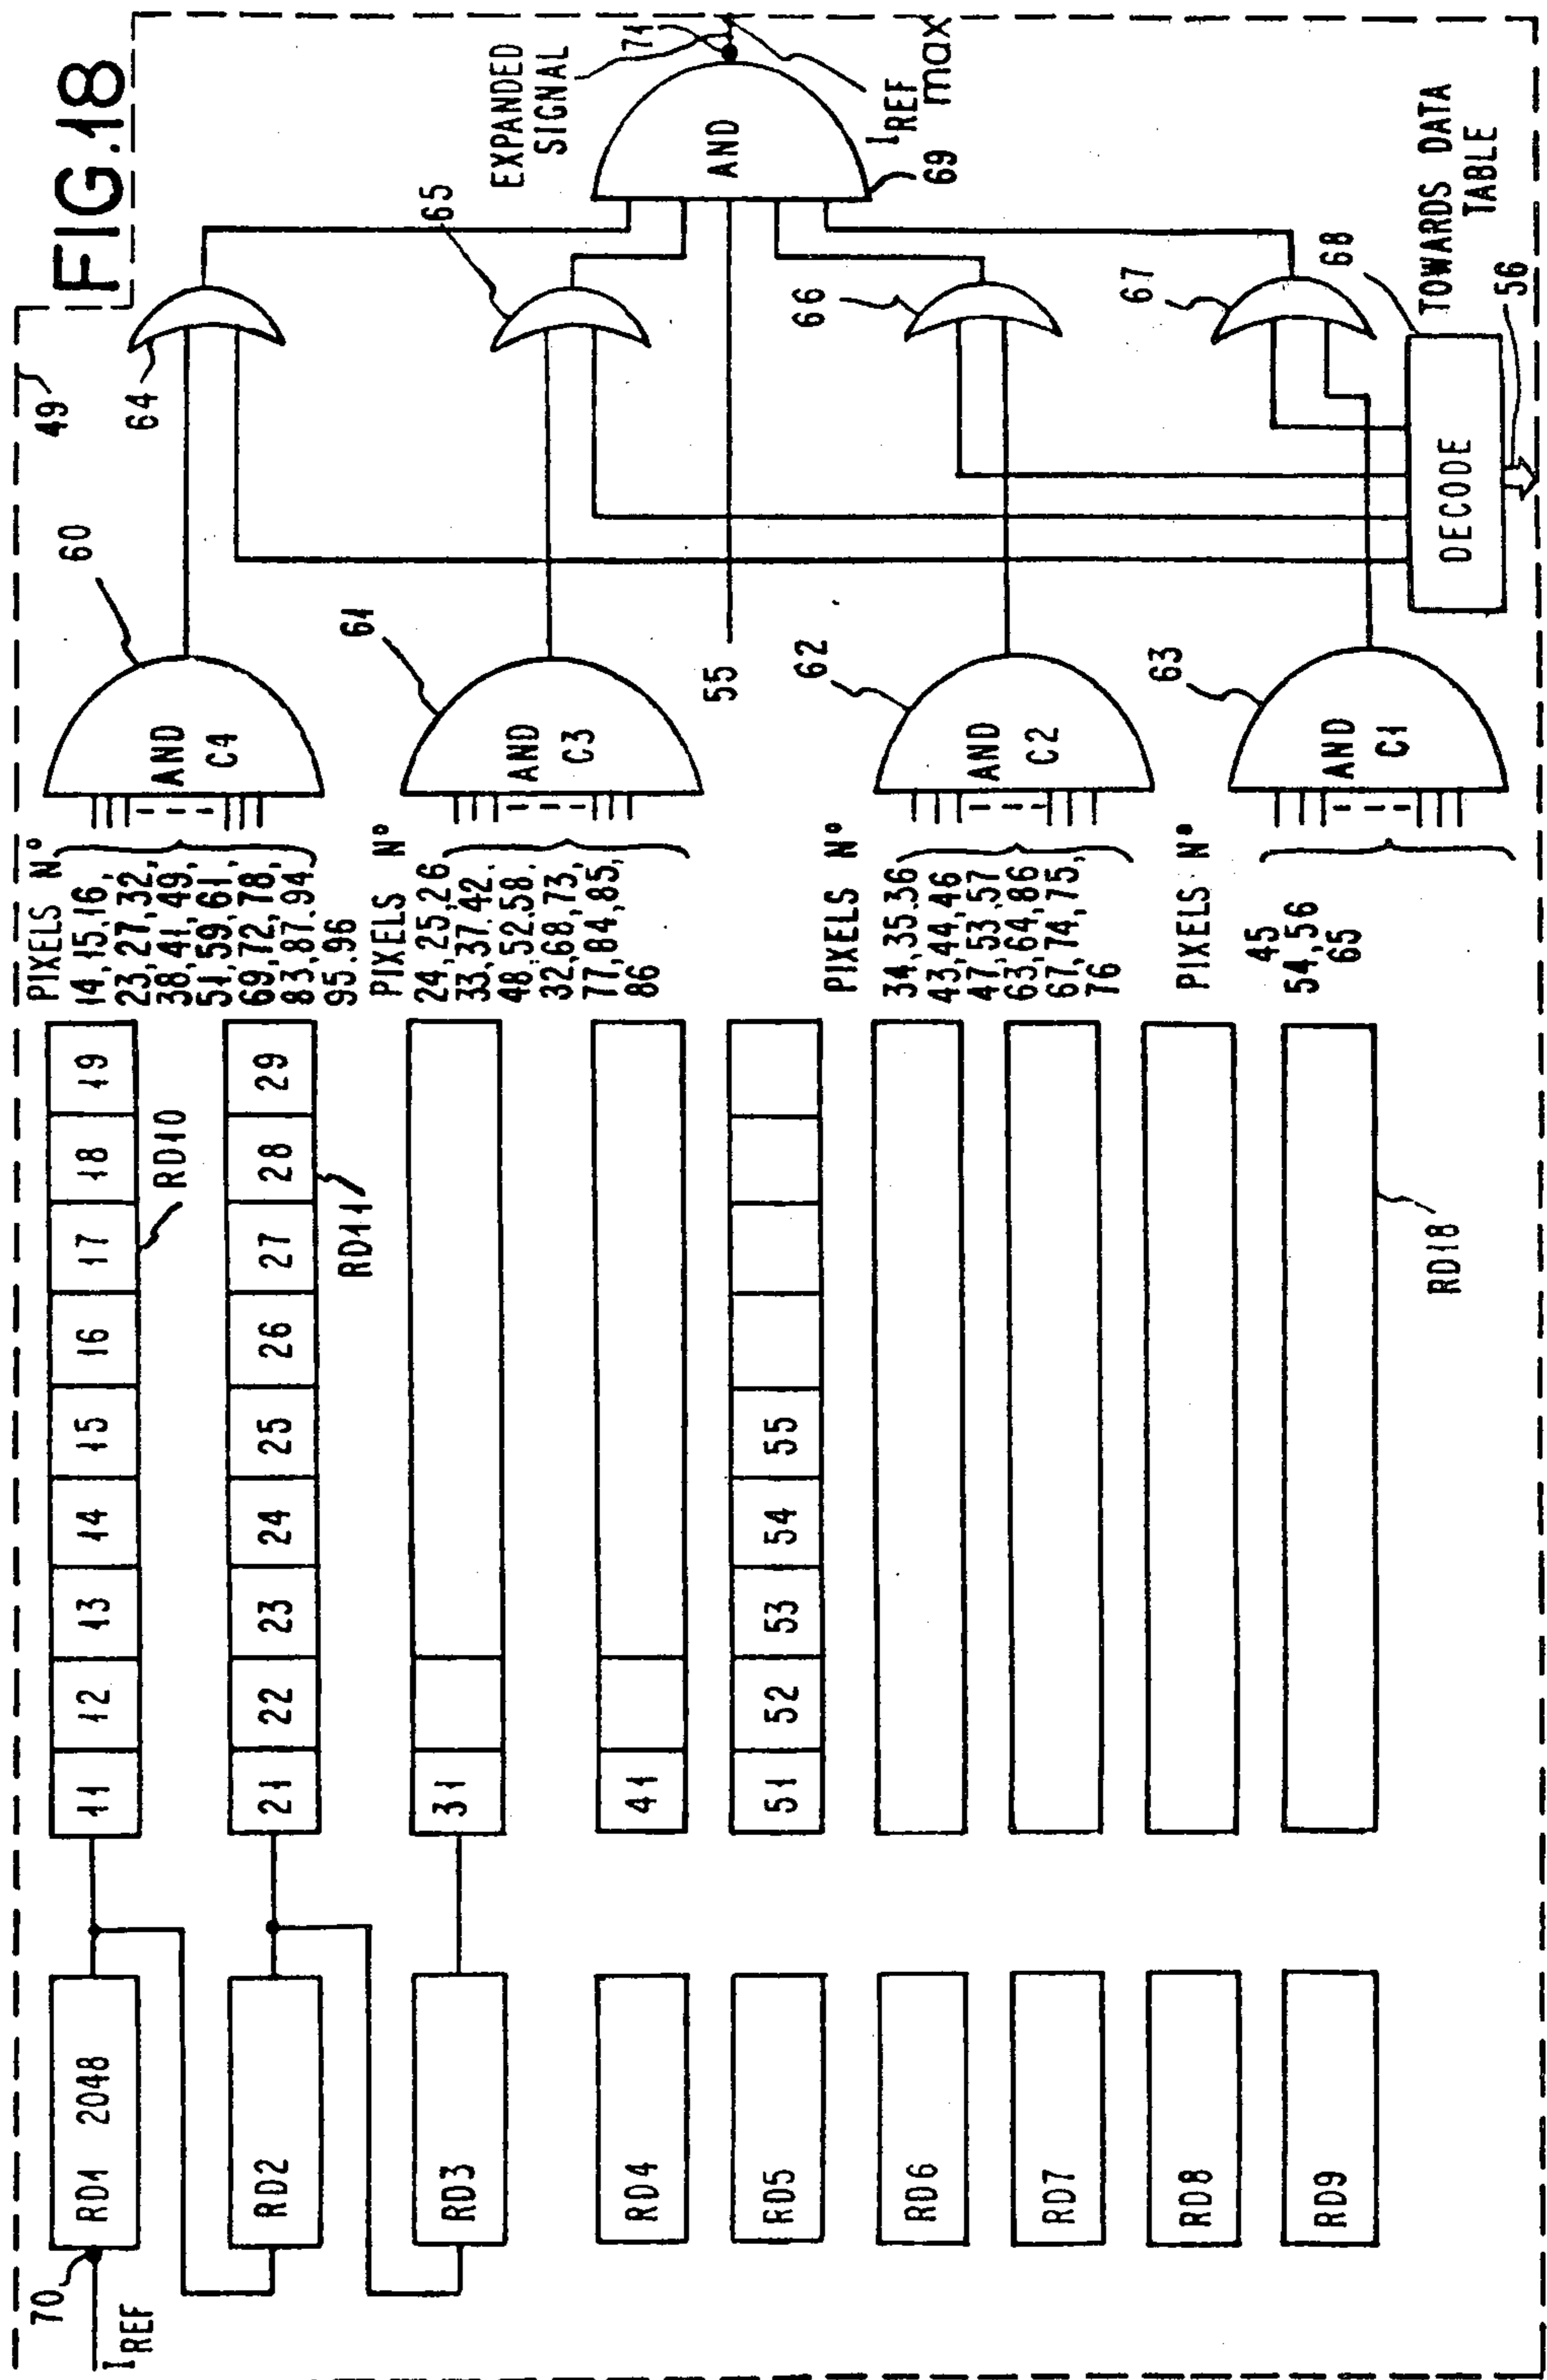 FIG.18
49
70
I REF
RD1 2048
RD2
RD3
RD4
RD5
RD6
RD7
RD8
RD9
11 12 13 14 15 16 17 18 19
RD10
21 22 23 24 25 26 27 28 29
RD11
31
41
51 52 53 54 55
RD18
PIXELS N°
14,15,16,
23,27,32,
38,41,49,
51,59,61,
69,72,78,
83,87.94,
95.96
PIXELS N°
24,25,26
33,37.42,
48,52.58,
32,68,73,
77,84,85,
86
PIXELS N°
34,35.36
43,44,46
47,53,57
63,64,86
67,74,75,
76
PIXELS N°
45
54,56
65
AND
C4
60
AND
C3
61
55
AND
C2
62
AND
C1
63
64
65
66
67
68
DECODE
56
TOWARDS DATA
TABLE
AND
69
EXPANDED
SIGNAL
71
I REF max